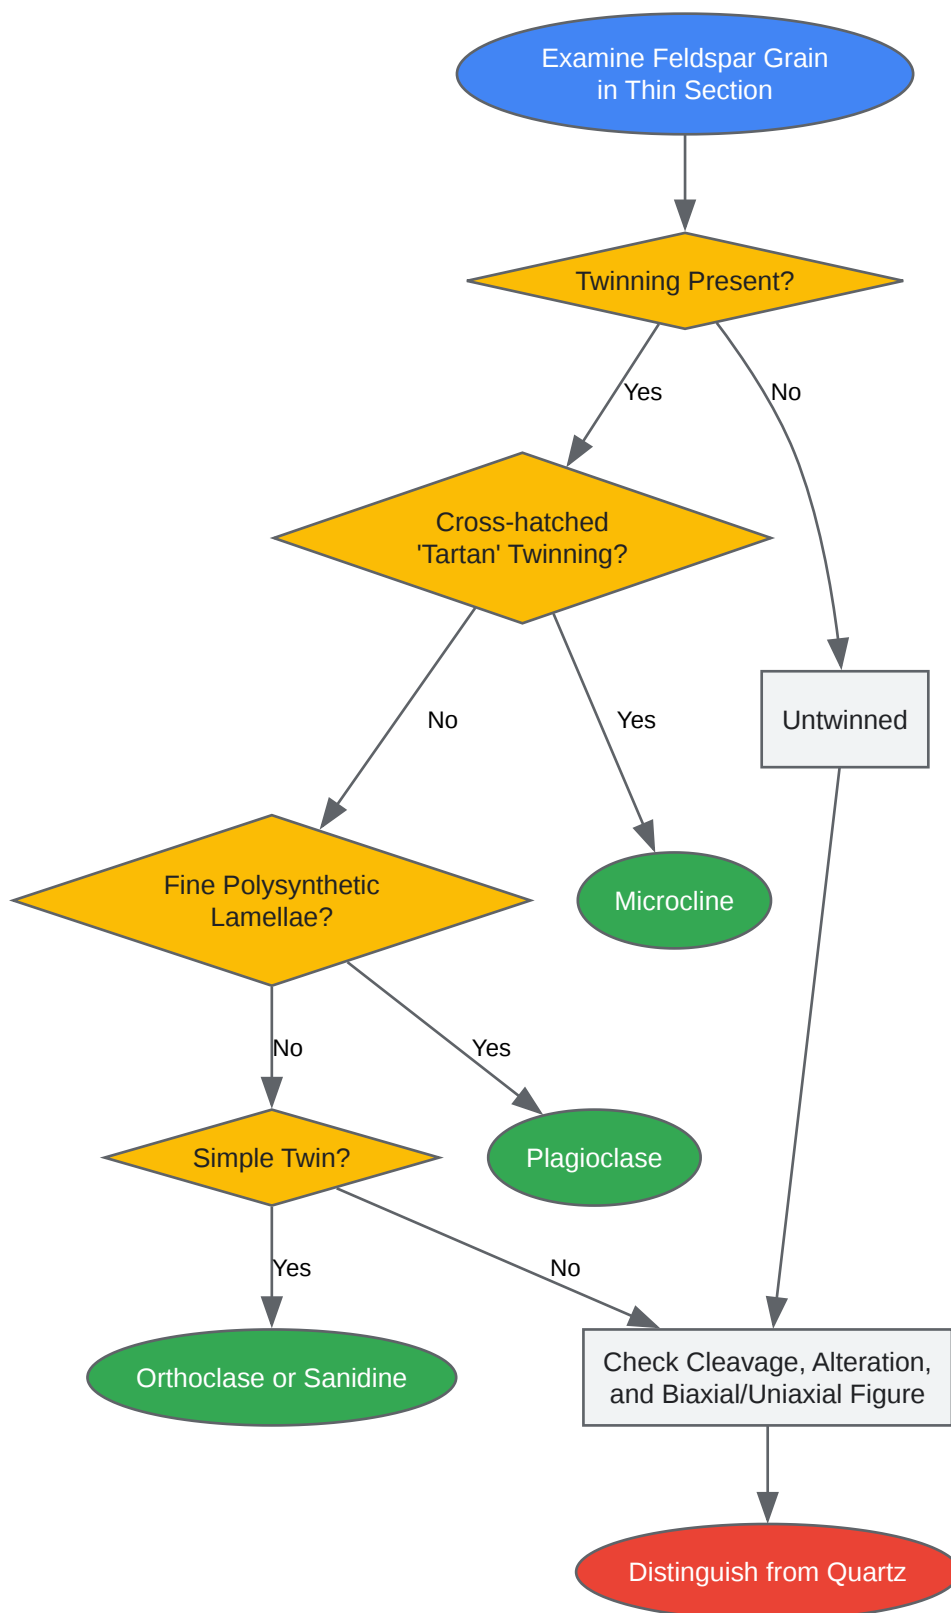 Examine Feldspar Grain
in Thin Section
Twinning Present?
Yes
No
Cross-hatched
'Tartan' Twinning?
No
Yes
Untwinned
Fine Polysynthetic
Lamellae?
Microcline
No
Yes
Simple Twin?
Plagioclase
Yes
No
Orthoclase or Sanidine
Check Cleavage, Alteration,
and Biaxial/Uniaxial Figure
Distinguish from Quartz